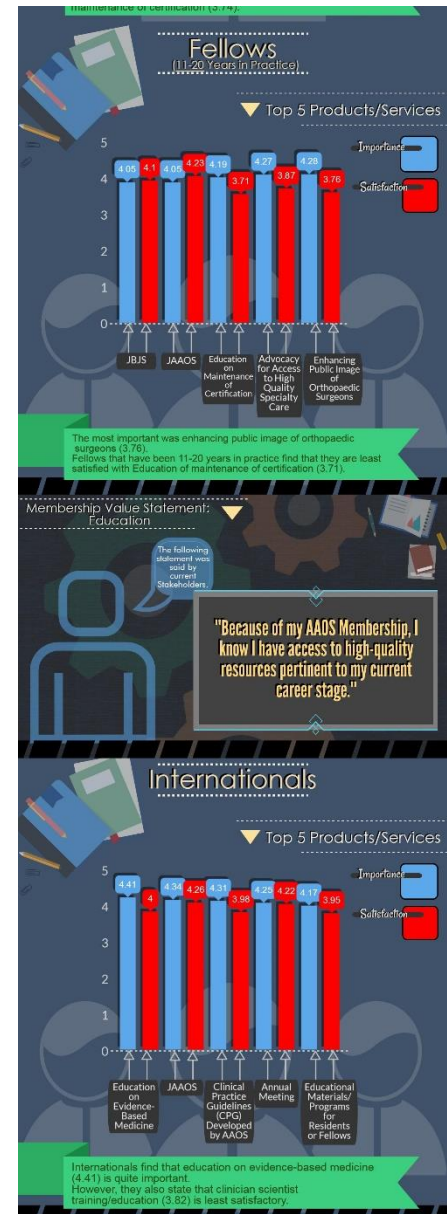 maintenance of certification (3.74).
Fellows
(11-20 Years in Practice)
Top 5 Products/Services
Importance
Satisfaction
5
4
3
2
1
0
4.05 4.1 4.05 4.23 4.19 3.71 4.27 3.87 4.28 3.76
JBJS
JAAOS
Education
on
Maintenance
of
Certification
Advocacy
for Access
to High
Quality
Specialty
Care
Enhancing
Public Image
of
Orthopaedic
Surgeons
The most important was enhancing public image of orthopaedic
surgeons (3.76).
Fellows that have been 11-20 years in practice find that they are least
satisfied with Education of maintenance of certification (3.71).
Membership Value Statement:
Education
The following
statement was
said by
current
Stakeholders.
"Because of my AAOS Membership, I
know I have access to high-quality
resources pertinent to my current
career stage."
Internationals
Top 5 Products/Services
Importance
Satisfaction
5
4
3
2
1
0
4.41 4 4.34 4.26 4.31 3.98 4.25 4.22 4.17 3.95
Education
on
Evidence-
Based
Medicine
JAAOS
Clinical
Practice
Guidelines
(CPG)
Developed
by AAOS
Annual
Meeting
Educational
Materials/
Programs
for
Residents
or Fellows
Internationals find that education on evidence-based medicine
(4.41) is quite important.
However, they also state that clinician scientist
training/education (3.82) is least satisfactory.